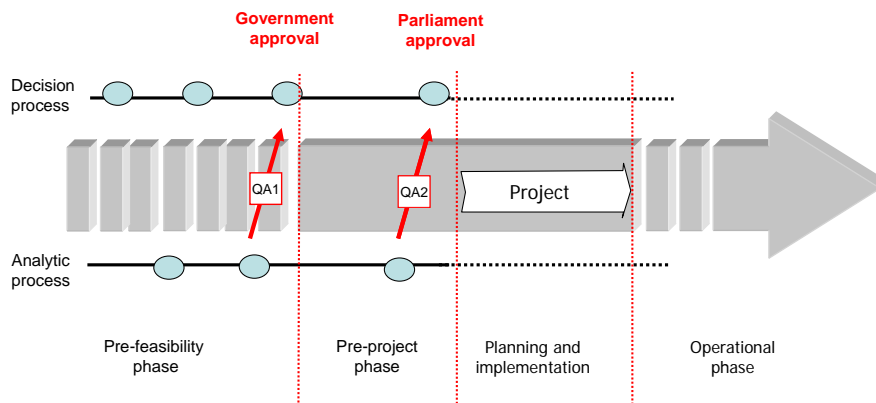 Government
approval
Parliament
approval
Decision
process
QA1
QA2
Project
Analytic
process
Pre-feasibility
phase
Pre-project
phase
Planning and
implementation
Operational
phase